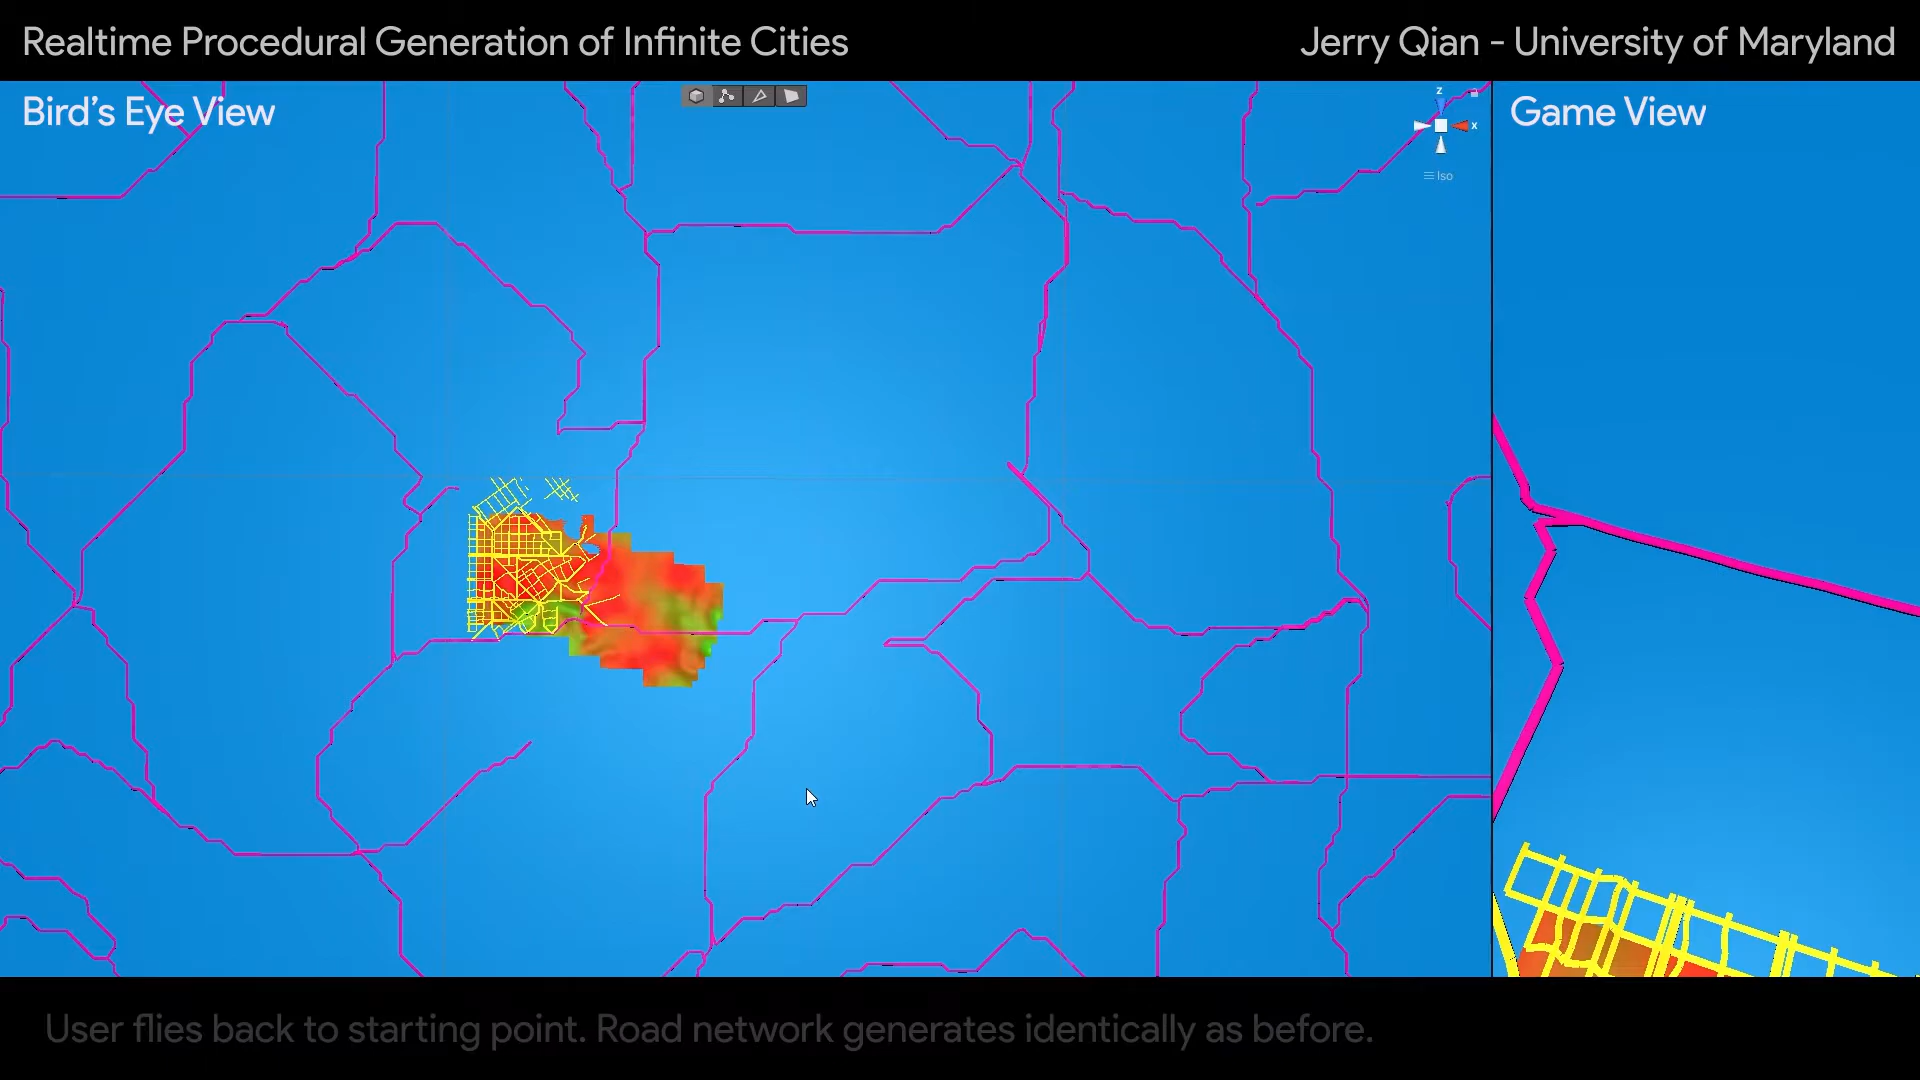 Realtime Procedural Generation of Infinite Cities
Jerry Qian - University of Maryland
Bird's Eye View
Game View
z
x
Iso
User flies back to starting point. Road network generates identically as before.